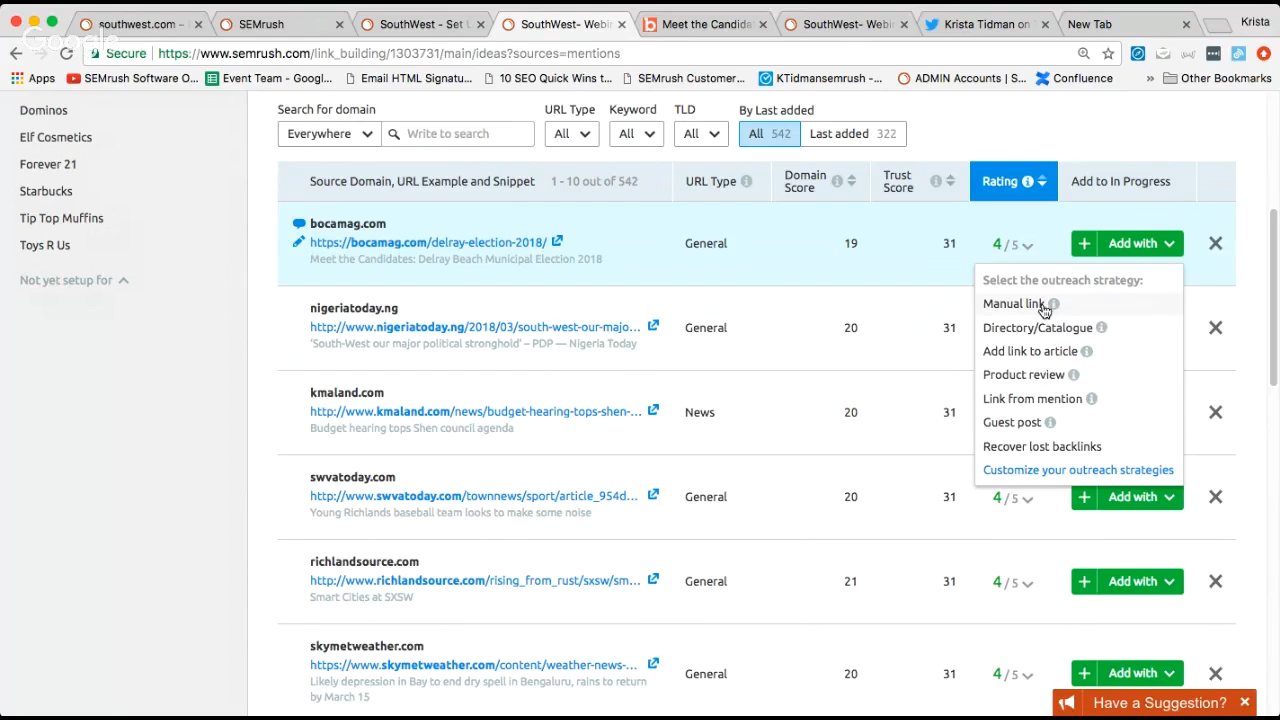 southwest.com –
SEMrush
SouthWest - Set U
SouthWest- Webin
Meet the Candida
SouthWest- Webin
Krista Tidman on
New Tab
Krista
Google
Secure
https://www.semrush.com/link_building/1303731/main/ideas?sources=mentions
Apps
SEMrush Software O...
Event Team - Googl...
Email HTML Signatu...
10 SEO Quick Wins t...
SEMrush Customer...
KTidmansemrush -...
ADMIN Accounts | S...
Confluence
»
Other Bookmarks
Dominos
Elf Cosmetics
Forever 21
Starbucks
Tip Top Muffins
Toys R Us
Not yet setup for
Search for domain
URL Type
Keyword
TLD
By Last added
Everywhere
Write to search
All
All
All
All 542
Last added 322
Source Domain, URL Example and Snippet 1 - 10 out of 542
URL Type
Domain Score
Trust Score
Rating
Add to In Progress
bocamag.com
https://bocamag.com/delray-election-2018/
Meet the Candidates: Delray Beach Municipal Election 2018
General
19
31
4 / 5
Add with
Select the outreach strategy:
Manual link
Directory/Catalogue
Add link to article
Product review
Link from mention
Guest post
Recover lost backlinks
Customize your outreach strategies
nigeriatoday.ng
http://www.nigeriatoday.ng/2018/03/south-west-our-majo...
'South-West our major political stronghold' – PDP — Nigeria Today
General
20
31
kmaland.com
http://www.kmaland.com/news/budget-hearing-tops-shen-...
Budget hearing tops Shen council agenda
News
20
31
swvatoday.com
http://www.swvatoday.com/townnews/sport/article_954d...
Young Richlands baseball team looks to make some noise
General
20
31
4 / 5
Add with
richlandsource.com
http://www.richlandsource.com/rising_from_rust/sxsw/sm...
Smart Cities at SXSW
General
21
31
4 / 5
Add with
skymetweather.com
https://www.skymetweather.com/content/weather-news-...
Likely depression in Bay to end dry spell in Bengaluru, rains to return
by March 15
General
20
31
4 / 5
Add with
Have a Suggestion?